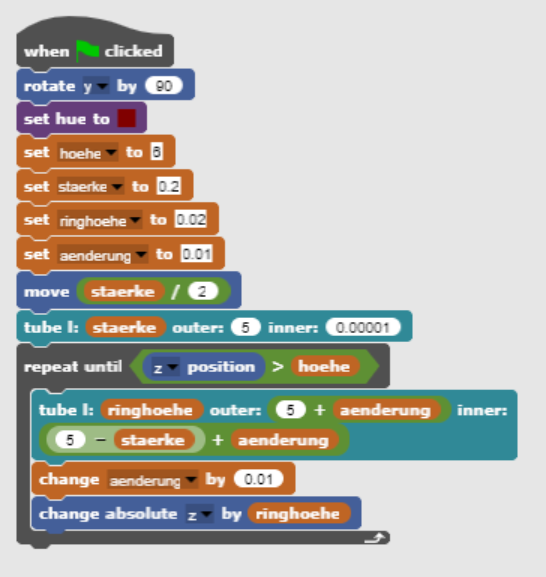 when clicked
rotate y by 90
set hue to
set hoehe to 8
set staerke to 0.2
set ringhoehe to 0.02
set aenderung to 0.01
move staerke / 2
tube l: staerke outer: 5 inner: 0.00001
repeat until z position > hoehe
tube l: ringhoehe outer: 5 + aenderung inner:
5 - staerke + aenderung
change aenderung by 0.01
change absolute z by ringhoehe